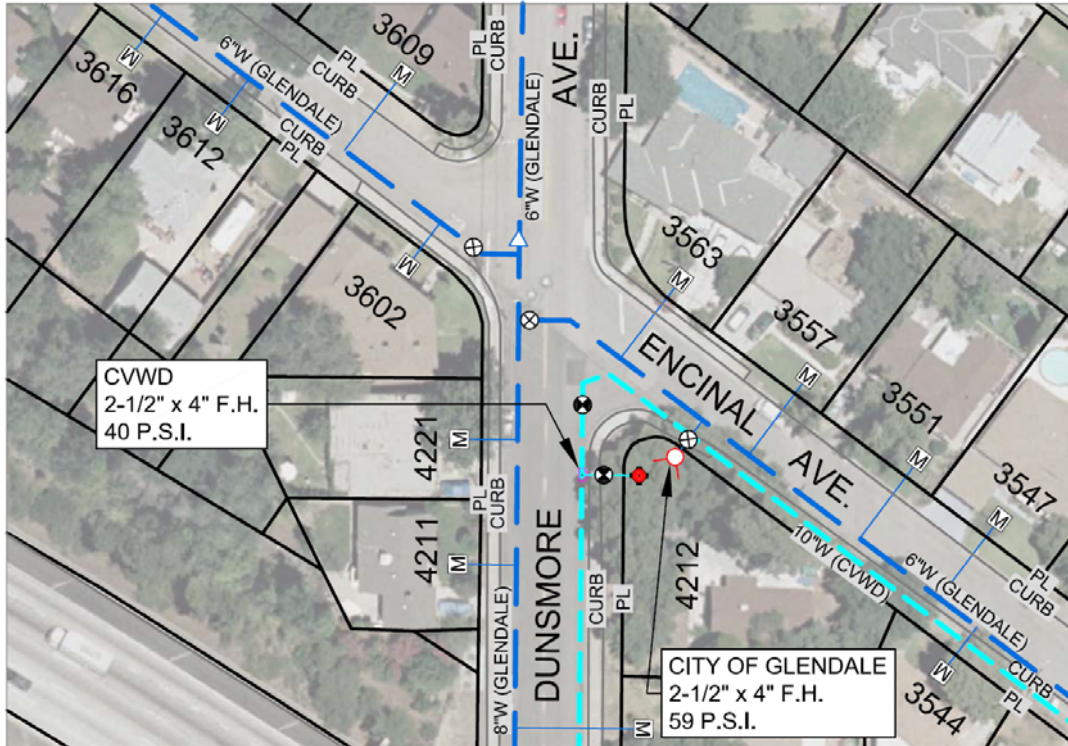 3609
PL
CURB
6"W (GLENDALE)
CURB
PL
M
3616
M
3612
M
M
PL
CURB
AVE.
6"W (GLENDALE)
CURB
PL
3602
M
3563
M
3557
M
3551
M
3547
M
ENCINAL
AVE.
CVWD
2-1/2" x 4" F.H.
40 P.S.I.
4221
M
4211
M
PL
CURB
8"W (GLENDALE)
DUNSMORE
CURB
PL
4212
10"W (CVWD)
6"W (GLENDALE)
PL
CURB
CURB
PL
M
3544
M
CITY OF GLENDALE
2-1/2" x 4" F.H.
59 P.S.I.